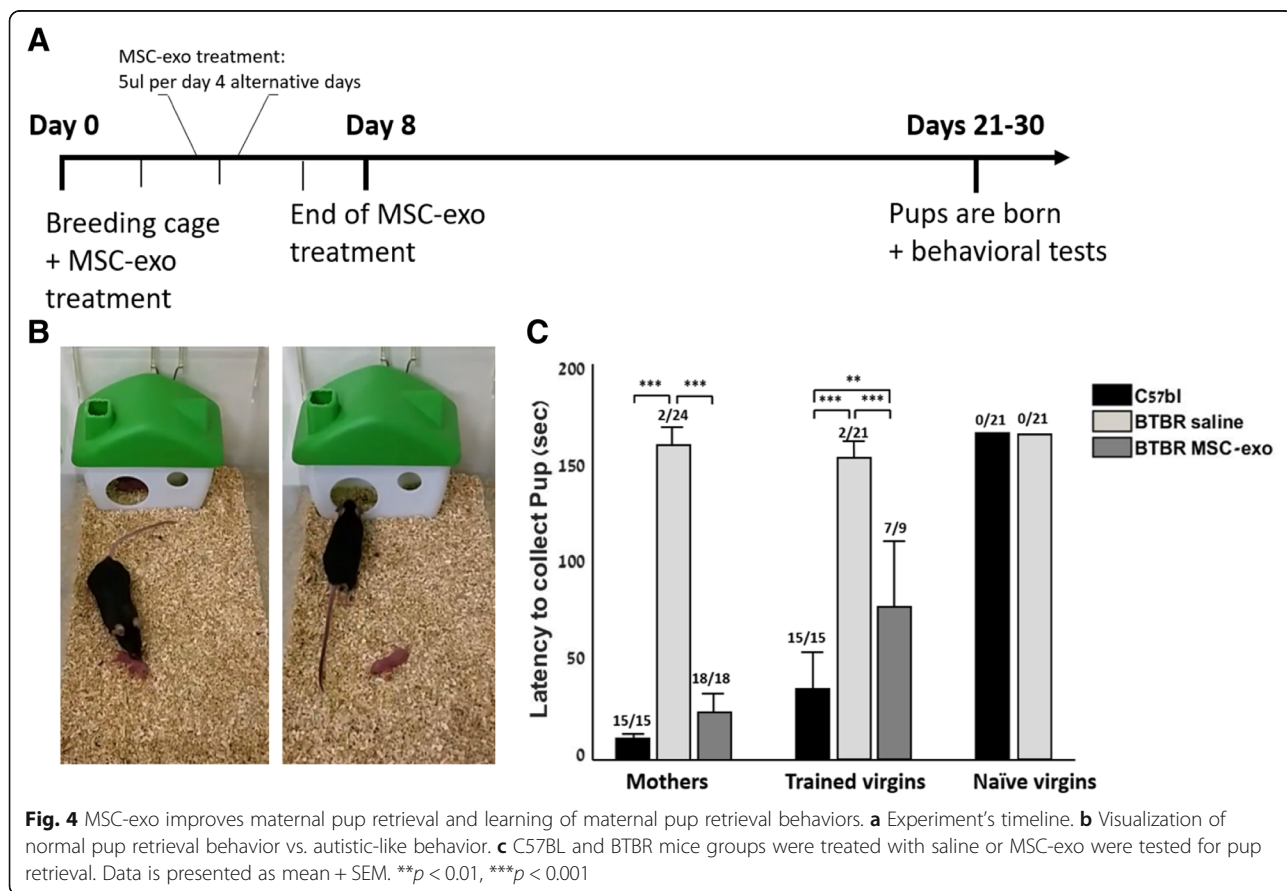 A
MSC-exo treatment:
5ul per day 4 alternative days
Day 0
Day 8
Days 21-30
Breeding cage
+ MSC-exo
treatment
End of MSC-exo
treatment
Pups are born
+ behavioral tests
B
C
Latency to collect Pup (sec)
200
150
100
50
0
*** ***
**
*** ***
15/15
2/24
18/18
15/15
2/21
7/9
0/21 0/21
Mothers
Trained virgins
Naïve virgins
C57bl
BTBR saline
BTBR MSC-exo
Fig. 4 MSC-exo improves maternal pup retrieval and learning of maternal pup retrieval behaviors. a Experiment's timeline. b Visualization of
normal pup retrieval behavior vs. autistic-like behavior. c C57BL and BTBR mice groups were treated with saline or MSC-exo were tested for pup
retrieval. Data is presented as mean + SEM. **p < 0.01, ***p < 0.001